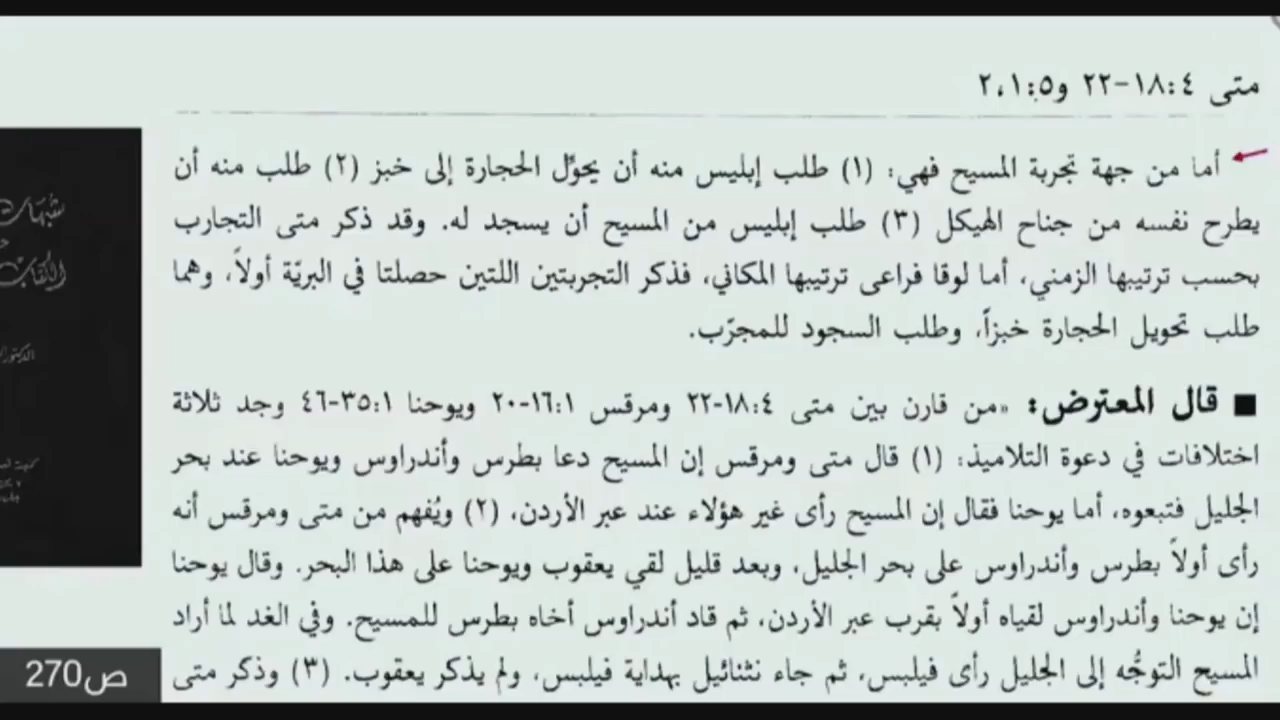 متى ٤:‏١٨-٢٢ و٥:‏١،‏٢
أما من جهة تجربة المسيح فهي: (١) طلب إبليس منه أن يحوِّل الحجارة إلى خبز (٢) طلب منه أن
يطرح نفسه من جناح الهيكل (٣) طلب إبليس من المسيح أن يسجد له. وقد ذكر متى التجارب
بحسب ترتيبها الزمني، أما لوقا فراعى ترتيبها المكاني، فذكر التجربتين اللتين حصلتا في البريّة أولاً، وهما
طلب تحويل الحجارة خبزاً، وطلب السجود للمجرّب.
■ قال المعترض: «من قارن بين متى ٤:‏١٨-٢٢ ومرقس ١:‏١٦-٢٠ ويوحنا ١:‏٣٥-٤٦ وجد ثلاثة
اختلافات في دعوة التلاميذ: (١) قال متى ومرقس إن المسيح دعا بطرس وأندراوس ويوحنا عند بحر
الجليل فتبعوه، أما يوحنا فقال إن المسيح رأى غير هؤلاء عند عبر الأردن، (٢) ويُفهم من متى ومرقس أنه
رأى أولاً بطرس وأندراوس على بحر الجليل، وبعد قليل لقي يعقوب ويوحنا على هذا البحر. وقال يوحنا
إن يوحنا وأندراوس لقياه أولاً بقرب عبر الأردن، ثم قاد أندراوس أخاه بطرس للمسيح. وفي الغد لما أراد
المسيح التوجُّه إلى الجليل رأى فيلبس، ثم جاء نثنائيل بهداية فيلبس، ولم يذكر يعقوب. (٣) وذكر متى
شبهات
ص270